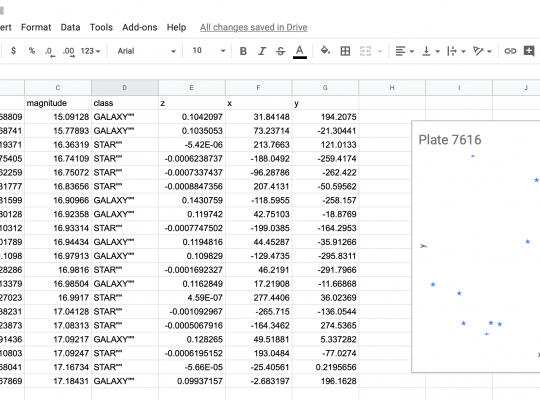 ert Format Data Tools Add-ons Help All changes saved in Drive
$ % .0 .00 123 Arial 10 B I S A
C D E F G H I J
magnitude class z x y
58809 15.09128 GALAXY"" 0.1042097 31.84148 194.2075
68741 15.77893 GALAXY"" 0.1035053 73.23714 -21.30441
19371 16.36319 STAR"" -5.42E-06 213.7663 121.0133
75405 16.74109 STAR"" -0.0006238737 -188.0492 -259.4174
62259 16.75072 STAR"" -0.0007337437 -96.28786 -262.422
31777 16.83656 STAR"" -0.0008847356 207.4131 -50.59562
31599 16.90966 GALAXY"" 0.1430759 -118.5955 -258.157
80128 16.92358 GALAXY"" 0.119742 42.75103 -18.8769
10312 16.93314 STAR"" -0.0007747502 -199.0385 -164.2953
01789 16.94434 GALAXY"" 0.1194816 44.45287 -35.91266
.1098 16.97913 GALAXY"" 0.109829 -129.4735 -295.8311
28286 16.9816 STAR"" -0.0001692327 46.2191 -291.7966
13379 16.98504 GALAXY"" 0.1162849 17.21908 -11.66868
27023 16.9917 STAR"" 4.59E-07 277.4406 36.02369
38231 17.04128 STAR"" -0.001092967 -265.715 -136.0544
23873 17.08313 STAR"" -0.0005067916 -164.3462 274.5365
91436 17.09217 GALAXY"" 0.128265 49.51881 5.337282
10803 17.09247 STAR"" -0.0006195152 193.0484 -77.0274
68041 17.16734 STAR"" -5.66E-05 -25.40561 0.2195656
67869 17.18431 GALAXY"" 0.09937157 -2.683197 196.1628
Plate 7616
y